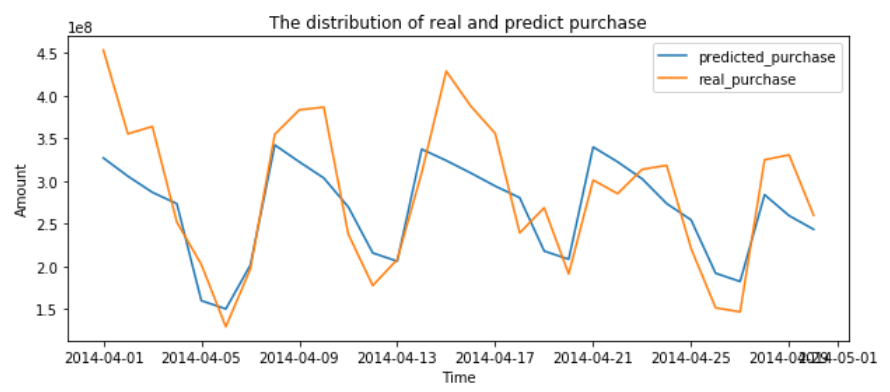 The distribution of real and predict purchase
1e8
predicted_purchase
real_purchase
4.5
4.0
3.5
3.0
2.5
2.0
1.5
Amount
2014-04-01 2014-04-05 2014-04-09 2014-04-13 2014-04-17 2014-04-21 2014-04-25 2014-04-29 2014-05-01
Time